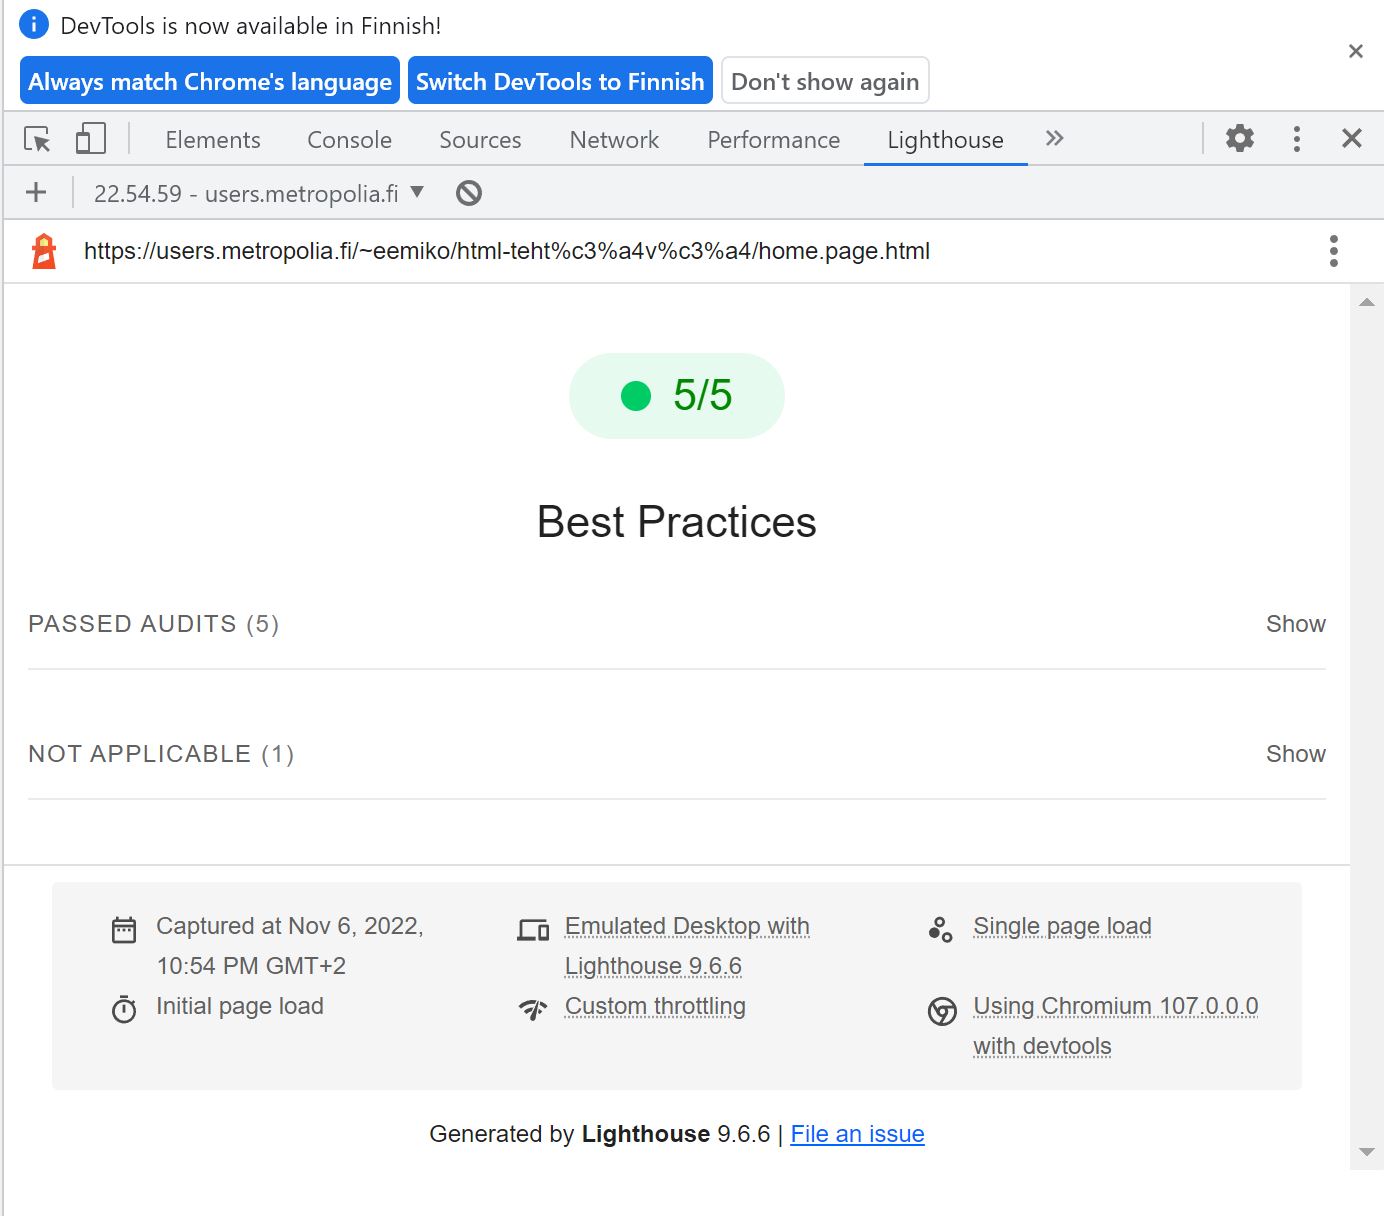 DevTools is now available in Finnish!
Always match Chrome's language Switch DevTools to Finnish Don't show again
Elements Console Sources Network Performance Lighthouse
22.54.59 - users.metropolia.fi
https://users.metropolia.fi/~eemiko/html-teht%c3%a4v%c3%a4/home.page.html
5/5
Best Practices
PASSED AUDITS (5) Show
NOT APPLICABLE (1) Show
Captured at Nov 6, 2022,
10:54 PM GMT+2
Emulated Desktop with
Lighthouse 9.6.6
Single page load
Initial page load
Custom throttling
Using Chromium 107.0.0.0
with devtools
Generated by Lighthouse 9.6.6 | File an issue